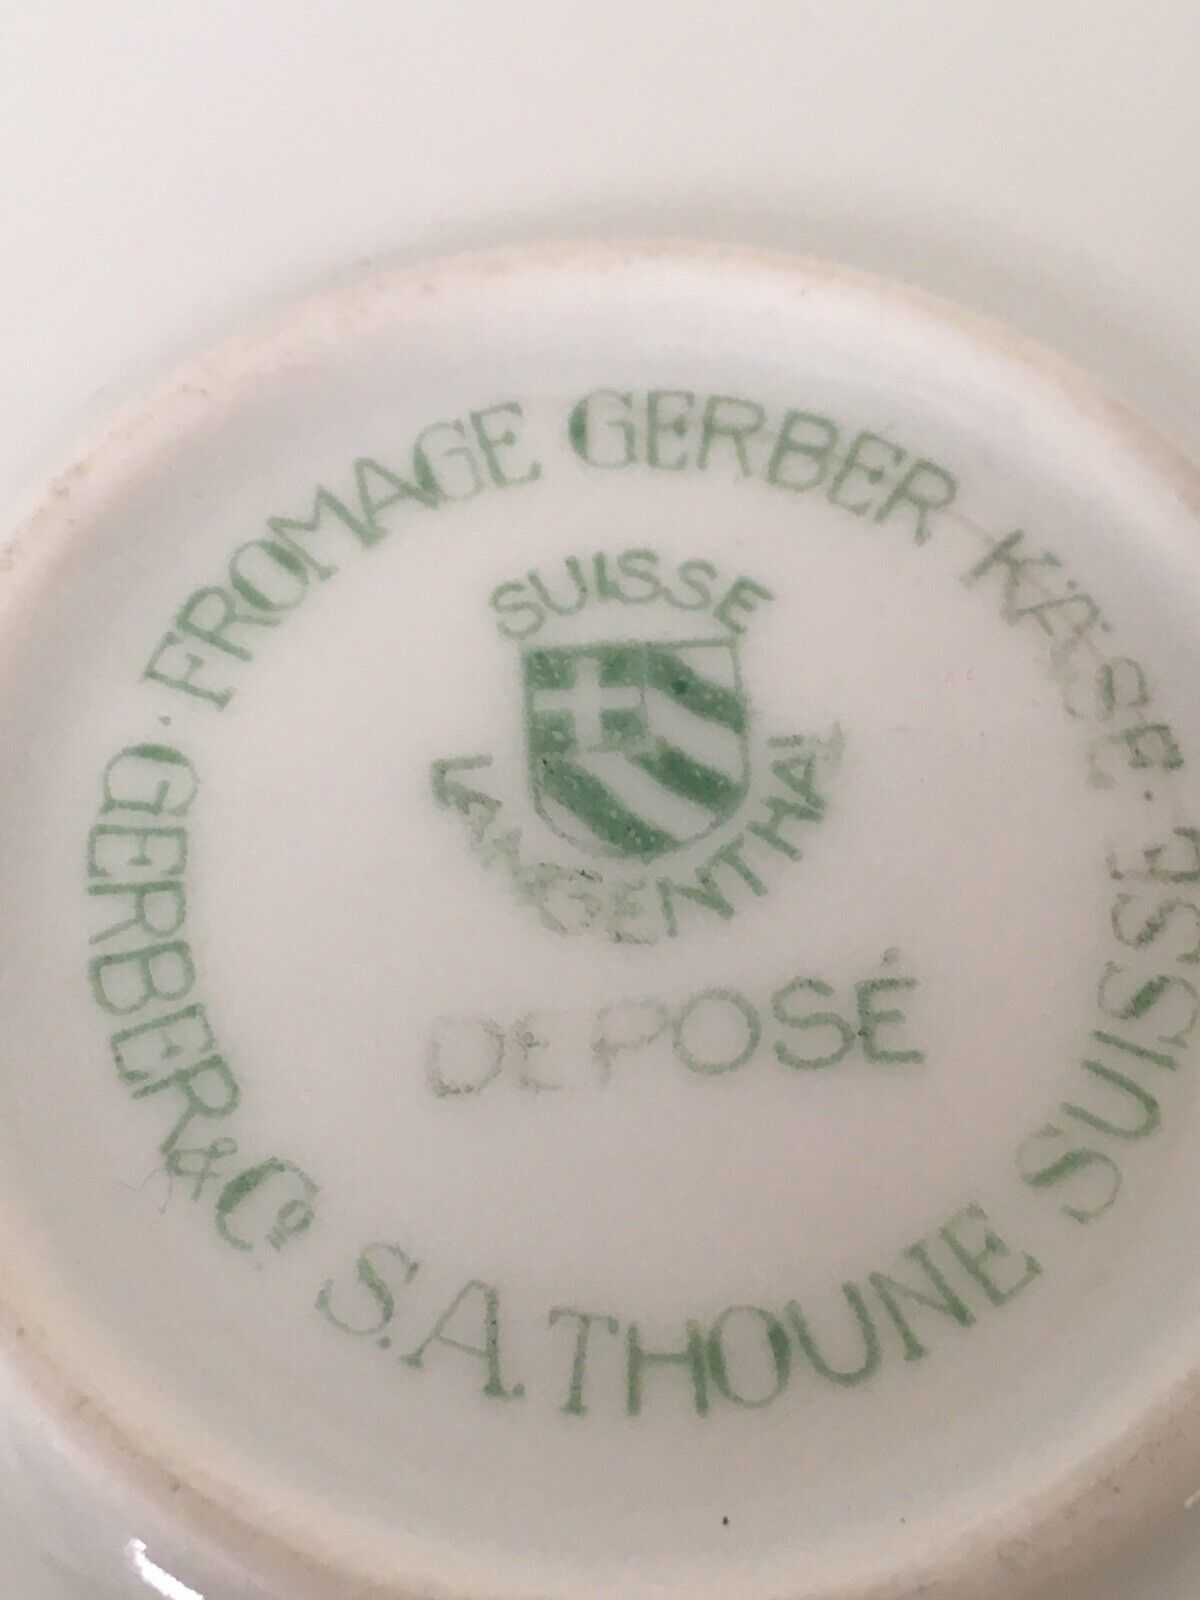 · FROMAGE GERBER KÄSE ·
SUISSE
LANGENTHAL
DEPOSÉ
GERBER & Cº S.A. THOUNE SUISSE